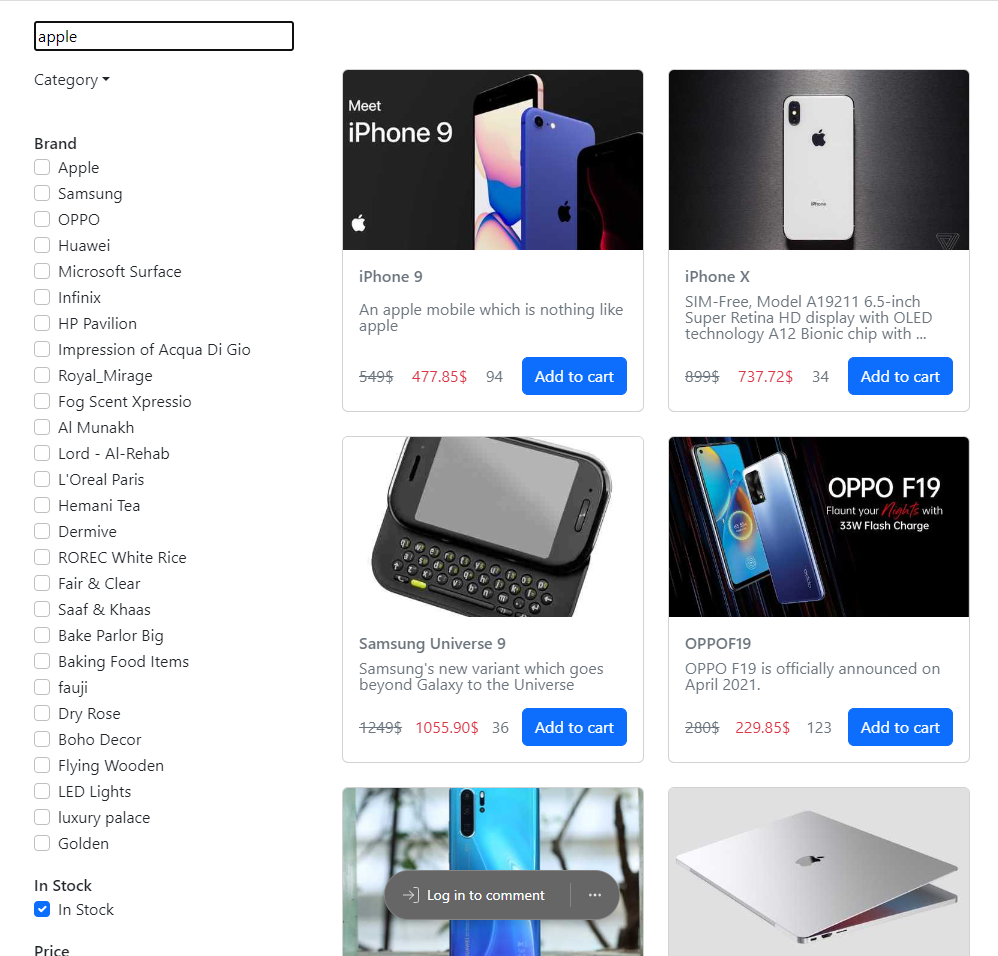 apple
Category
Brand
Apple
Samsung
OPPO
Huawei
Microsoft Surface
Infinix
HP Pavilion
Impression of Acqua Di Gio
Royal_Mirage
Fog Scent Xpressio
Al Munakh
Lord - Al-Rehab
L'Oreal Paris
Hemani Tea
Dermive
ROREC White Rice
Fair & Clear
Saaf & Khaas
Bake Parlor Big
Baking Food Items
fauji
Dry Rose
Boho Decor
Flying Wooden
LED Lights
luxury palace
Golden
In Stock
In Stock
Price
Meet
iPhone 9
iPhone 9
An apple mobile which is nothing like
apple
549$ 477.85$ 94 Add to cart
iPhone
iPhone X
SIM-Free, Model A19211 6.5-inch
Super Retina HD display with OLED
technology A12 Bionic chip with ...
899$ 737.72$ 34 Add to cart
Samsung Universe 9
Samsung's new variant which goes
beyond Galaxy to the Universe
1249$ 1055.90$ 36 Add to cart
OPPO F19
Flaunt your Nights with
33W Flash Charge
OPPOF19
OPPO F19 is officially announced on
April 2021.
280$ 229.85$ 123 Add to cart
Log in to comment